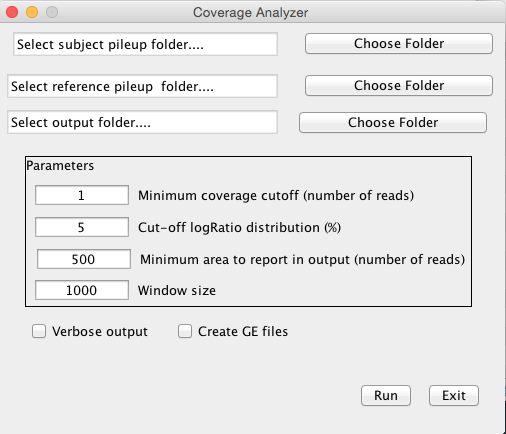 Coverage Analyzer
Select subject pileup folder.... Choose Folder
Select reference pileup  folder.... Choose Folder
Select output folder.... Choose Folder
Parameters
1 Minimum coverage cutoff (number of reads)
5 Cut-off logRatio distribution (%)
500 Minimum area to report in output (number of reads)
1000 Window size
Verbose output Create GE files
Run Exit